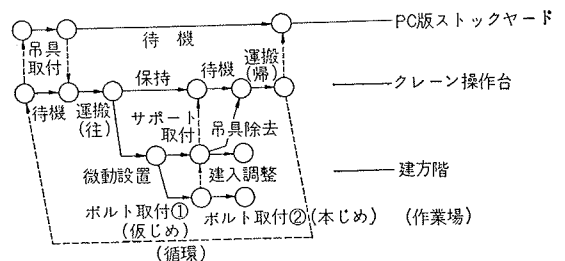 待機
PC版ストックヤード
吊具
取付
待機
運搬
(往)
保持
待機
運搬
(帰)
クレーン操作台
サポート
取付
吊具除去
微動設置
建入調整
建方階
ボルト取付①
(仮じめ)
ボルト取付②(本じめ)
(作業場)
(循環)